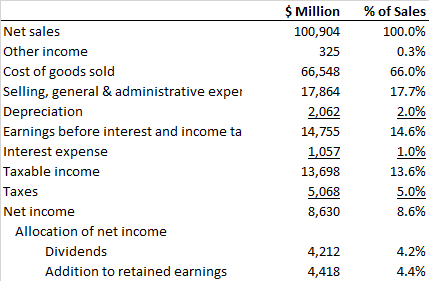 $ Million % of Sales
Net sales 100,904 100.0%
Other income 325 0.3%
Cost of goods sold 66,548 66.0%
Selling, general & administrative exper 17,864 17.7%
Depreciation 2,062 2.0%
Earnings before interest and income ta 14,755 14.6%
Interest expense 1,057 1.0%
Taxable income 13,698 13.6%
Taxes 5,068 5.0%
Net income 8,630 8.6%
Allocation of net income
Dividends 4,212 4.2%
Addition to retained earnings 4,418 4.4%